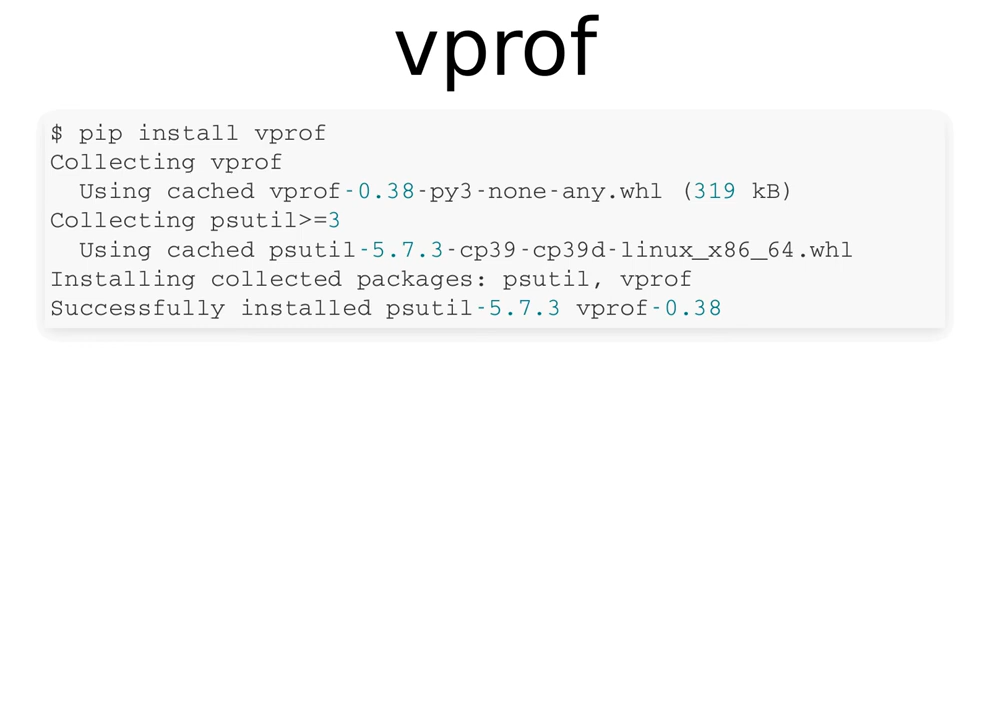 vprof
$ pip install vprof
Collecting vprof
  Using cached vprof-0.38-py3-none-any.whl (319 kB)
Collecting psutil>=3
  Using cached psutil-5.7.3-cp39-cp39d-linux_x86_64.whl
Installing collected packages: psutil, vprof
Successfully installed psutil-5.7.3 vprof-0.38